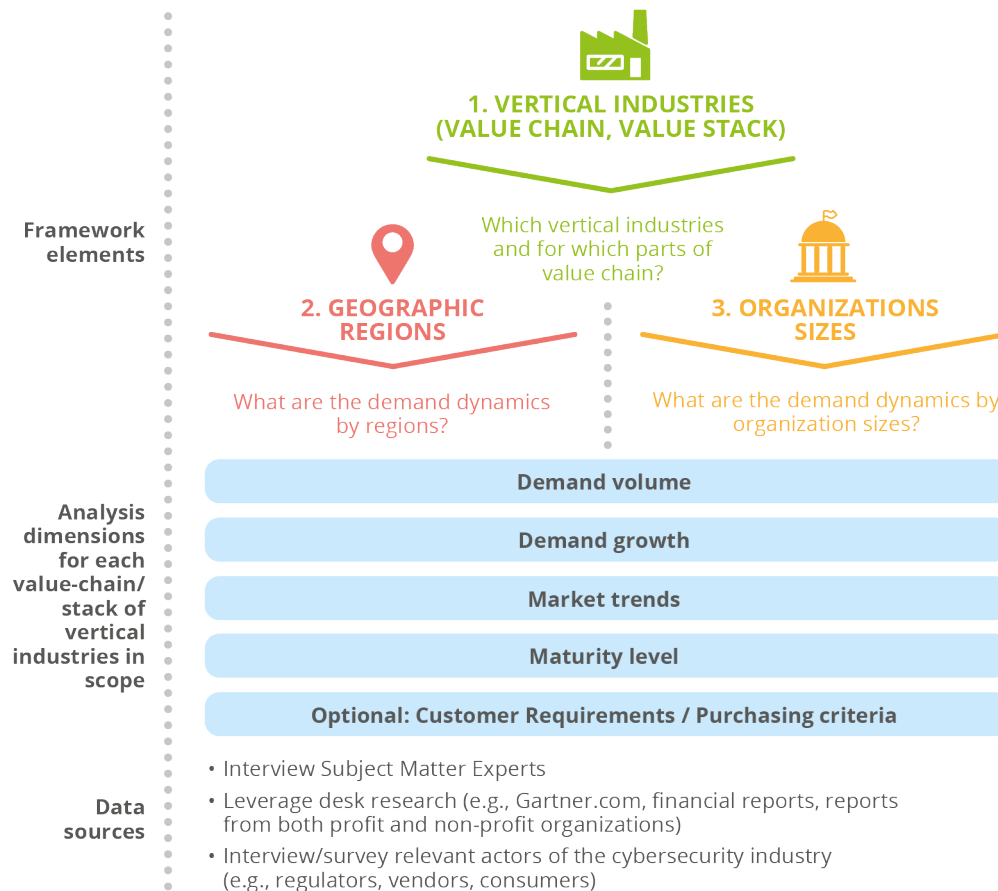 1. VERTICAL INDUSTRIES
(VALUE CHAIN, VALUE STACK)
Which vertical industries
and for which parts of
value chain?
Framework
elements
2. GEOGRAPHIC
REGIONS
What are the demand dynamics
by regions?
3. ORGANIZATIONS
SIZES
What are the demand dynamics by
organization sizes?
Analysis
dimensions
for each
value-chain/
stack of
vertical
industries in
scope
Demand volume
Demand growth
Market trends
Maturity level
Optional: Customer Requirements / Purchasing criteria
Data
sources
• Interview Subject Matter Experts
• Leverage desk research (e.g., Gartner.com, financial reports, reports
from both profit and non-profit organizations)
• Interview/survey relevant actors of the cybersecurity industry
(e.g., regulators, vendors, consumers)